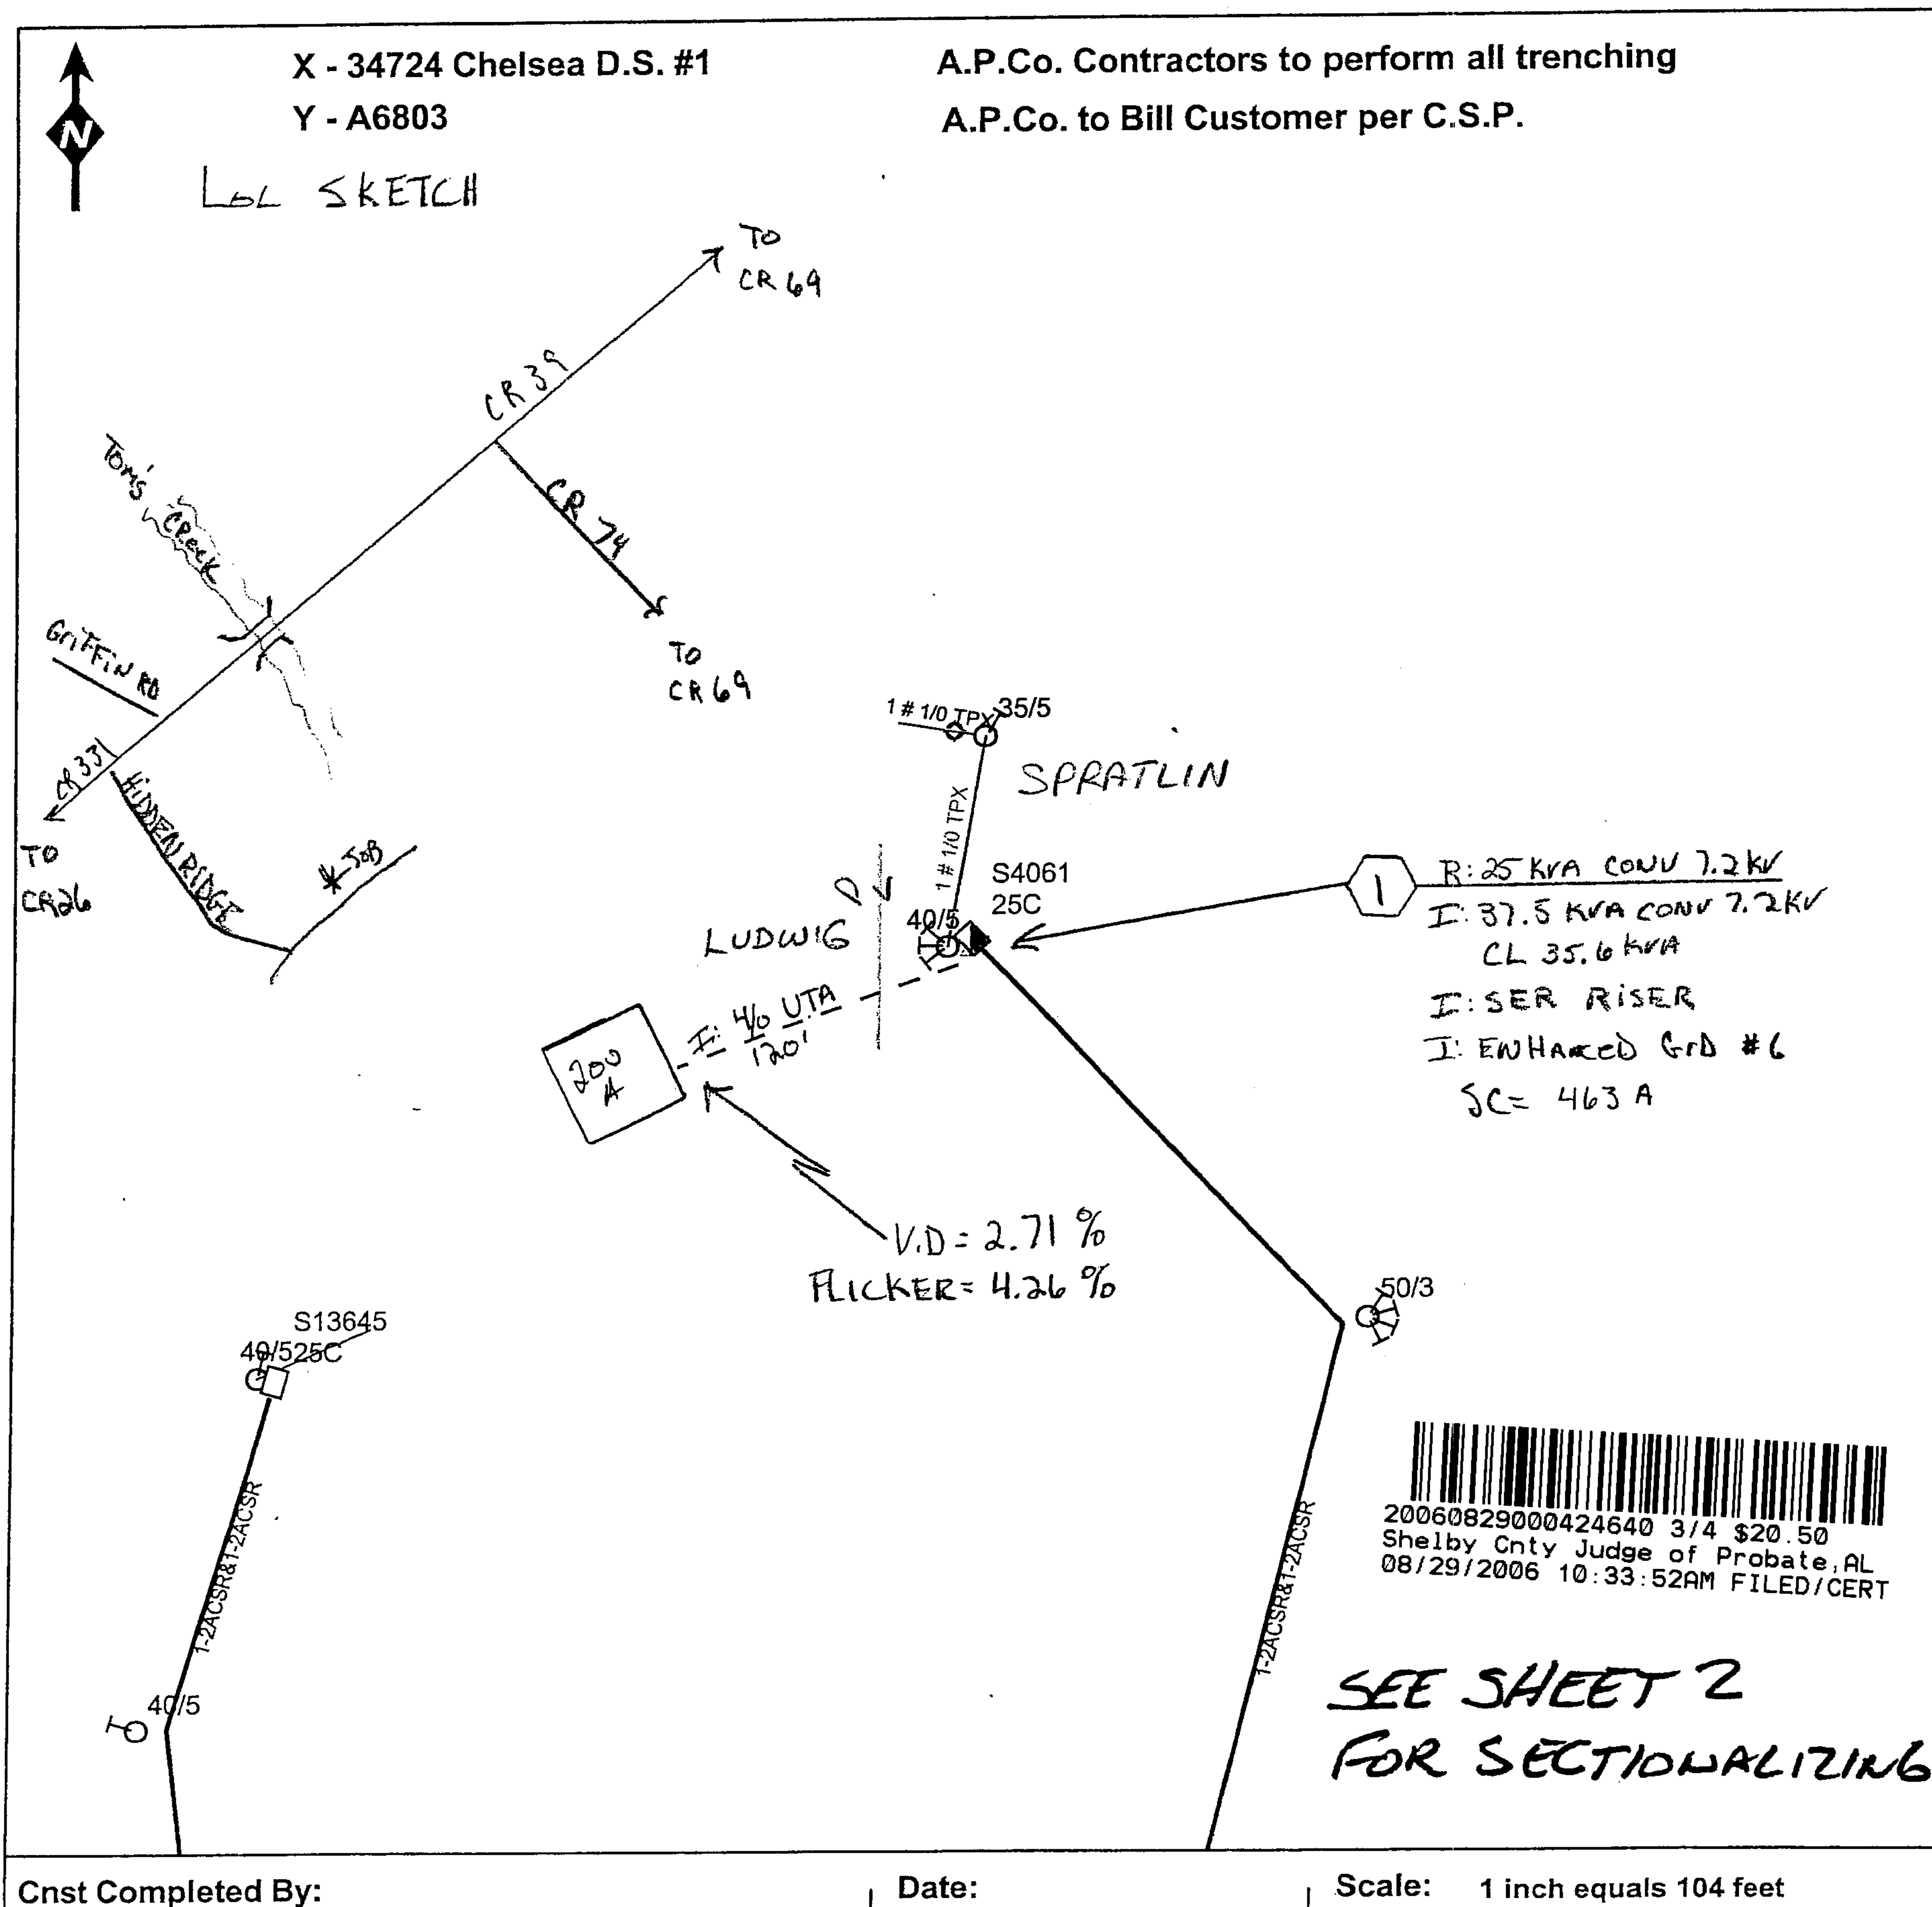 N
X - 34724 Chelsea D.S. #1
Y - A6803
A.P.Co. Contractors to perform all trenching
A.P.Co. to Bill Customer per C.S.P.
SKETCH
TO
CR 69
CR 39
Tom's
Creek
CR 74
TO
CR 69
GRIFFIN RD
CR 331
TO
CR26
HIDDEN RIDGE
JOB
1 # 1/0 TPX
35/5
SPRATLIN
1 # 1/0 TPX
S4061
25C
40/5
D
LUDWIG
1
R: 25 KVA CONV 7.2 KV
I: 37.5 KVA CONV 7.2KV
CL 35.6 KVA
I: SER RISER
I: ENHANCED GRD #6
SC = 463 A
I: 4/0 UTA
120'
200
A
V.D = 2.71 %
FLICKER = 4.26 %
50/3
S13645
40/525C
1-2ACSR&1-2ACSR
40/5
1-2ACSR&1-2ACSR
20060829000424640 3/4 $20.50
Shelby Cnty Judge of Probate,AL
08/29/2006 10:33:52AM FILED/CERT
SEE SHEET 2
FOR SECTIONALIZING
Cnst Completed By:
Date:
Scale: 1 inch equals 104 feet